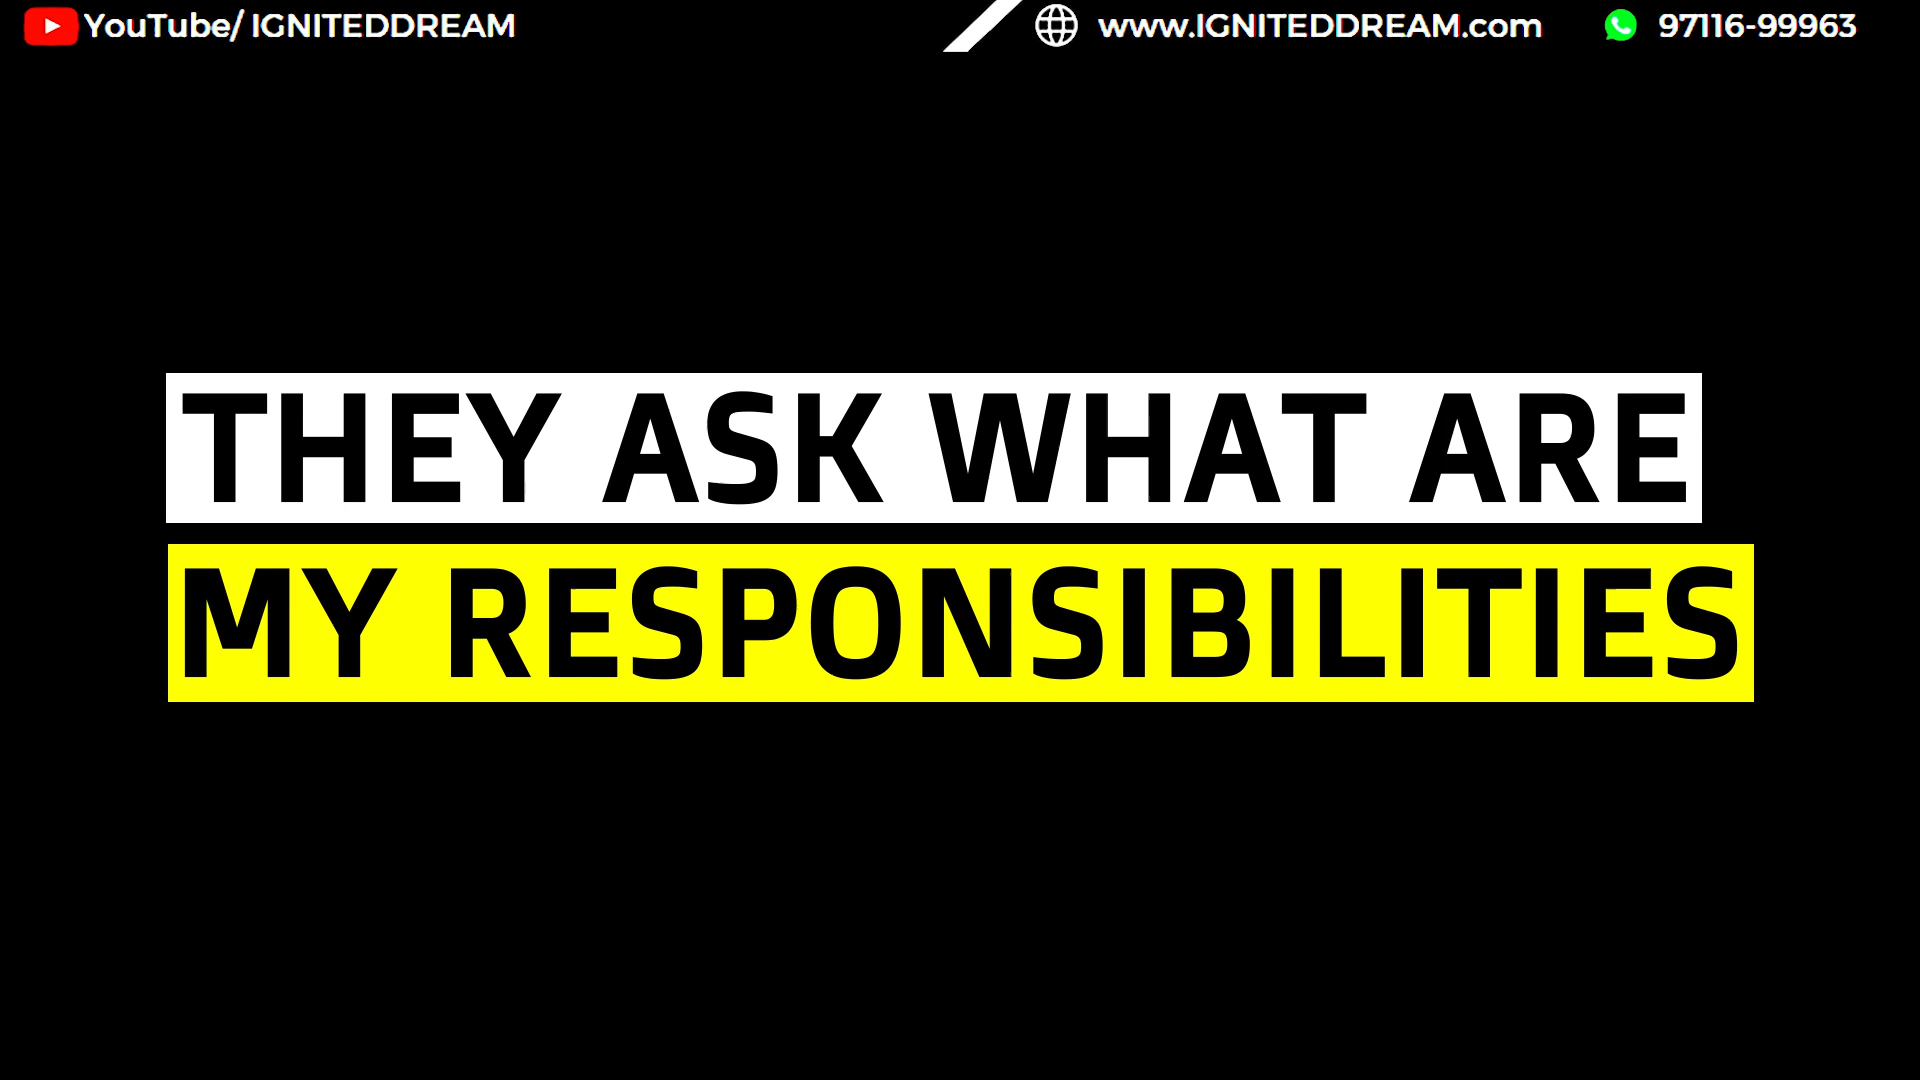 YouTube/ IGNITEDDREAM
www.IGNITEDDREAM.com
97116-99963
THEY ASK WHAT ARE
MY RESPONSIBILITIES